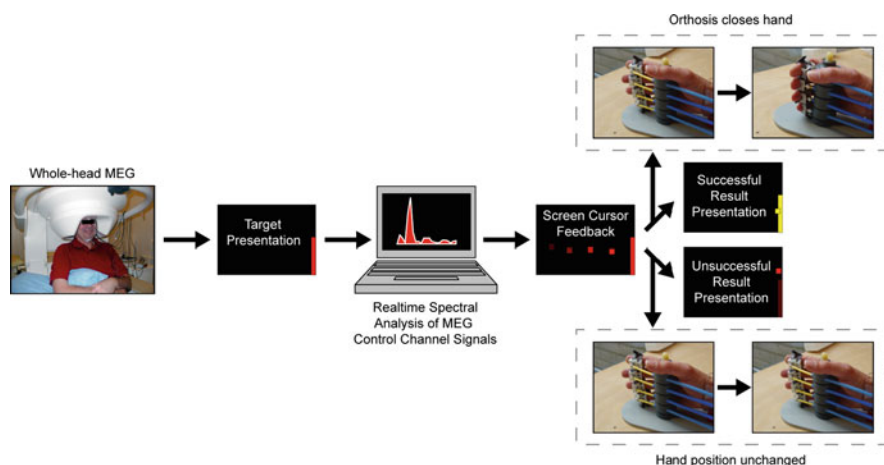 Orthosis closes hand
Whole-head MEG
Target
Presentation
Realtime Spectral
Analysis of MEG
Control Channel Signals
Screen Cursor
Feedback
Successful
Result
Presentation
Unsuccessful
Result
Presentation
Hand position unchanged